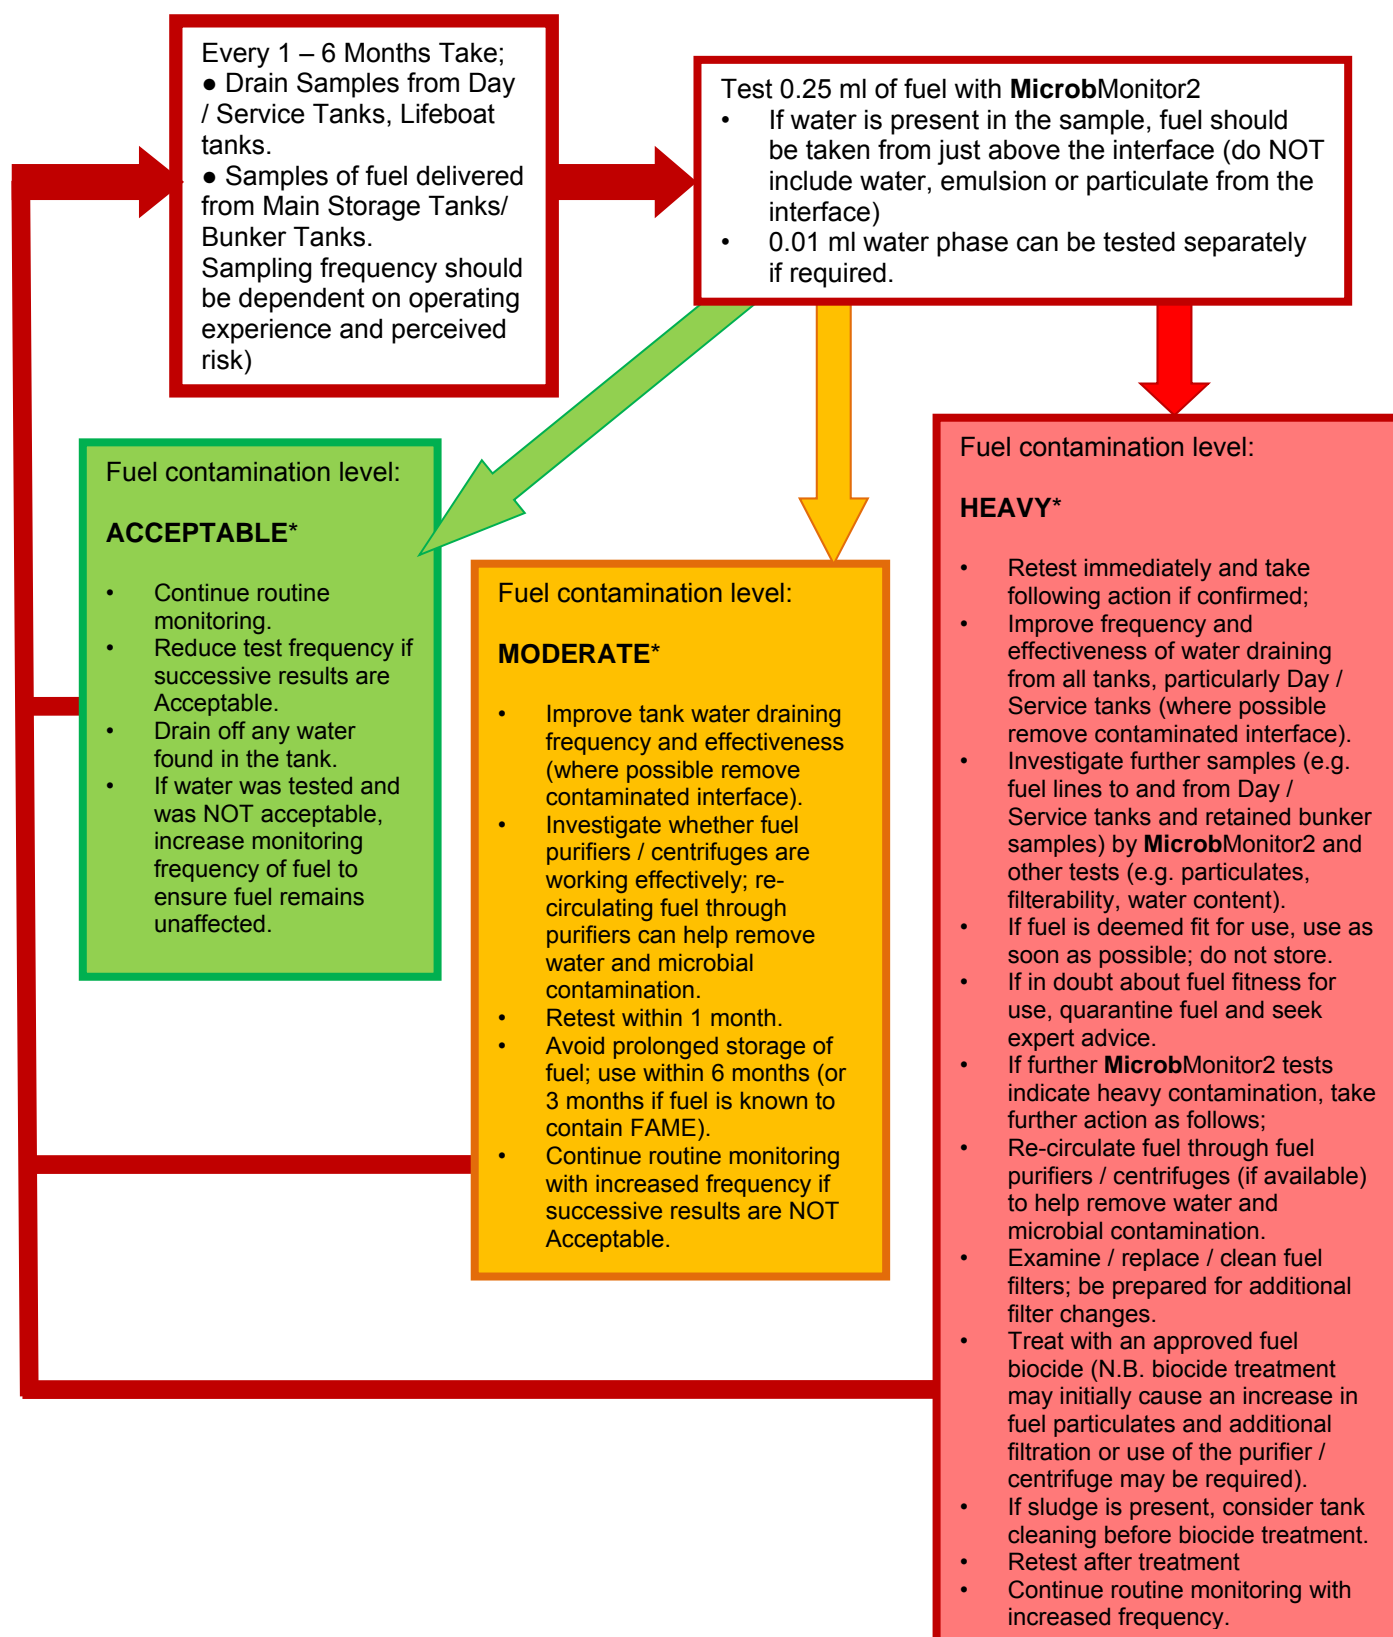 Every 1 – 6 Months Take;
● Drain Samples from Day
/ Service Tanks, Lifeboat
tanks.
● Samples of fuel delivered
from Main Storage Tanks/
Bunker Tanks.
Sampling frequency should
be dependent on operating
experience and perceived
risk)
Test 0.25 ml of fuel with MicrobMonitor2
• If water is present in the sample, fuel should
be taken from just above the interface (do NOT
include water, emulsion or particulate from the
interface)
• 0.01 ml water phase can be tested separately
if required.
Fuel contamination level:
ACCEPTABLE*
• Continue routine
monitoring.
• Reduce test frequency if
successive results are
Acceptable.
• Drain off any water
found in the tank.
• If water was tested and
was NOT acceptable,
increase monitoring
frequency of fuel to
ensure fuel remains
unaffected.
Fuel contamination level:
MODERATE*
• Improve tank water draining
frequency and effectiveness
(where possible remove
contaminated interface).
• Investigate whether fuel
purifiers / centrifuges are
working effectively; re-
circulating fuel through
purifiers can help remove
water and microbial
contamination.
• Retest within 1 month.
• Avoid prolonged storage of
fuel; use within 6 months (or
3 months if fuel is known to
contain FAME).
• Continue routine monitoring
with increased frequency if
successive results are NOT
Acceptable.
Fuel contamination level:
HEAVY*
• Retest immediately and take
following action if confirmed;
• Improve frequency and
effectiveness of water draining
from all tanks, particularly Day /
Service tanks (where possible
remove contaminated interface).
• Investigate further samples (e.g.
fuel lines to and from Day /
Service tanks and retained bunker
samples) by MicrobMonitor2 and
other tests (e.g. particulates,
filterability, water content).
• If fuel is deemed fit for use, use as
soon as possible; do not store.
• If in doubt about fuel fitness for
use, quarantine fuel and seek
expert advice.
• If further MicrobMonitor2 tests
indicate heavy contamination, take
further action as follows;
• Re-circulate fuel through fuel
purifiers / centrifuges (if available)
to help remove water and
microbial contamination.
• Examine / replace / clean fuel
filters; be prepared for additional
filter changes.
• Treat with an approved fuel
biocide (N.B. biocide treatment
may initially cause an increase in
fuel particulates and additional
filtration or use of the purifier /
centrifuge may be required).
• If sludge is present, consider tank
cleaning before biocide treatment.
• Retest after treatment
• Continue routine monitoring with
increased frequency.